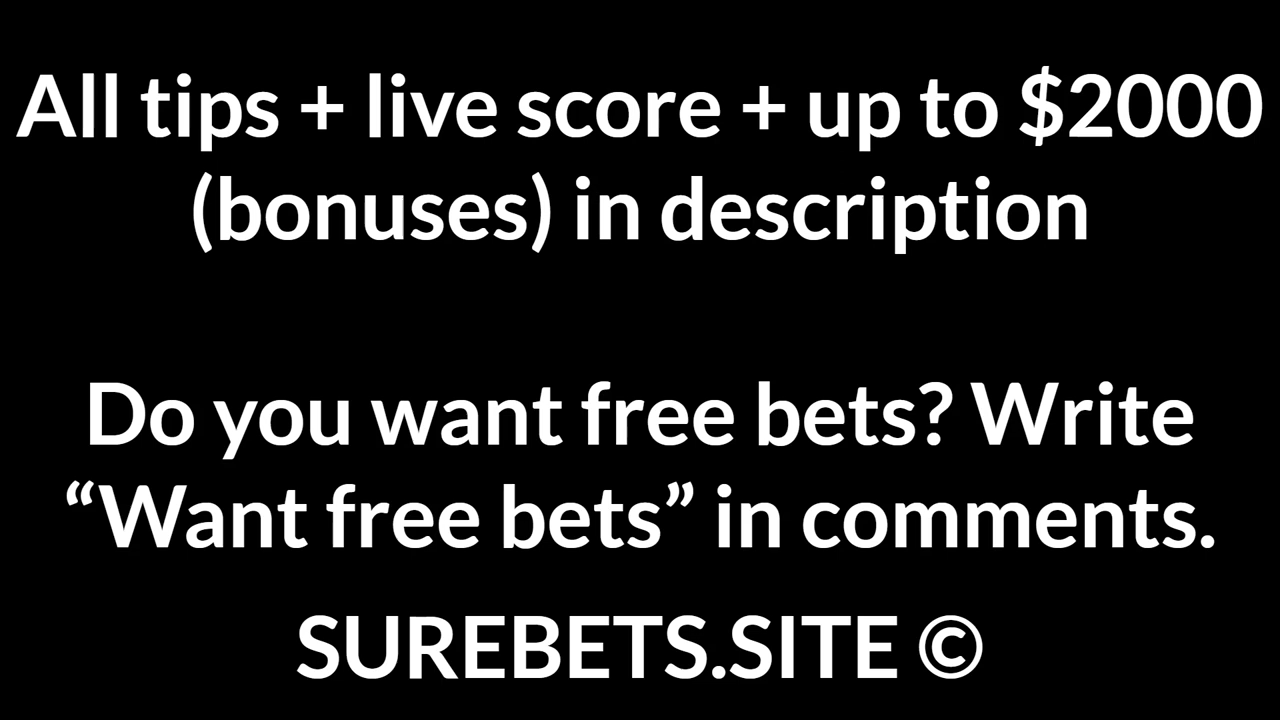 All tips + live score + up to $2000
(bonuses) in description
Do you want free bets? Write
“Want free bets” in comments.
SUREBETS.SITE ©